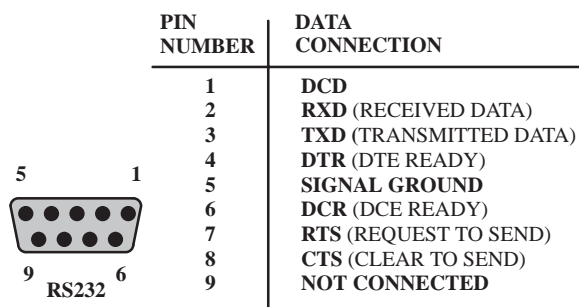 PIN NUMBER DATA CONNECTION
1 DCD
2 RXD (RECEIVED DATA)
3 TXD (TRANSMITTED DATA)
4 DTR (DTE READY)
5 SIGNAL GROUND
6 DCR (DCE READY)
7 RTS (REQUEST TO SEND)
8 CTS (CLEAR TO SEND)
9 NOT CONNECTED
5 1
9 6
RS232